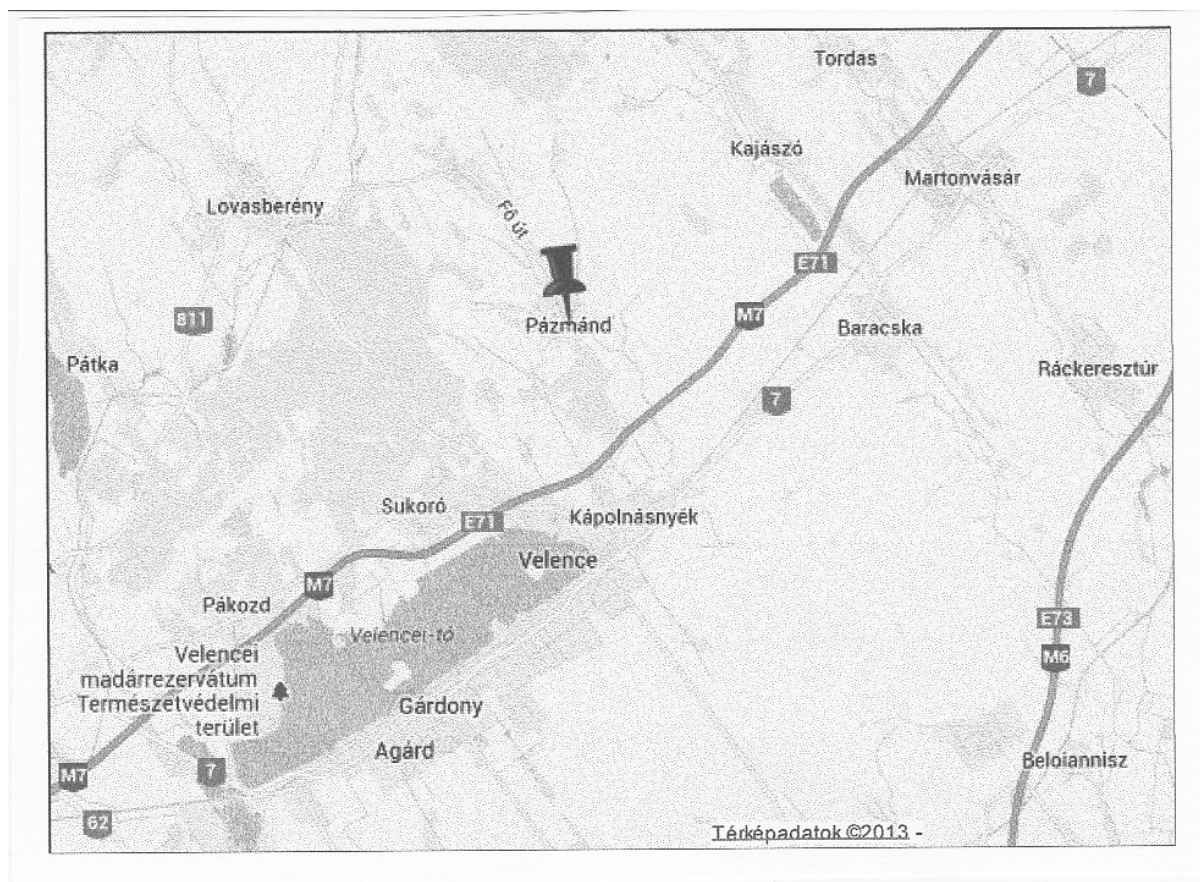 Tordas
7
Kajászó
Martonvásár
Lovasberény
Fő út
E71
811
M7
Pázmánd
Baracska
Pátka
Ráckeresztúr
7
Sukoró
E71
Kápolnásnyék
Velence
M7
Pákozd
Velencei-tó
E73
M6
Velencei
madárrezervátum
Természetvédelmi
terület
Gárdony
Agárd
Beloiannisz
M7
7
62
Térképadatok ©2013 -